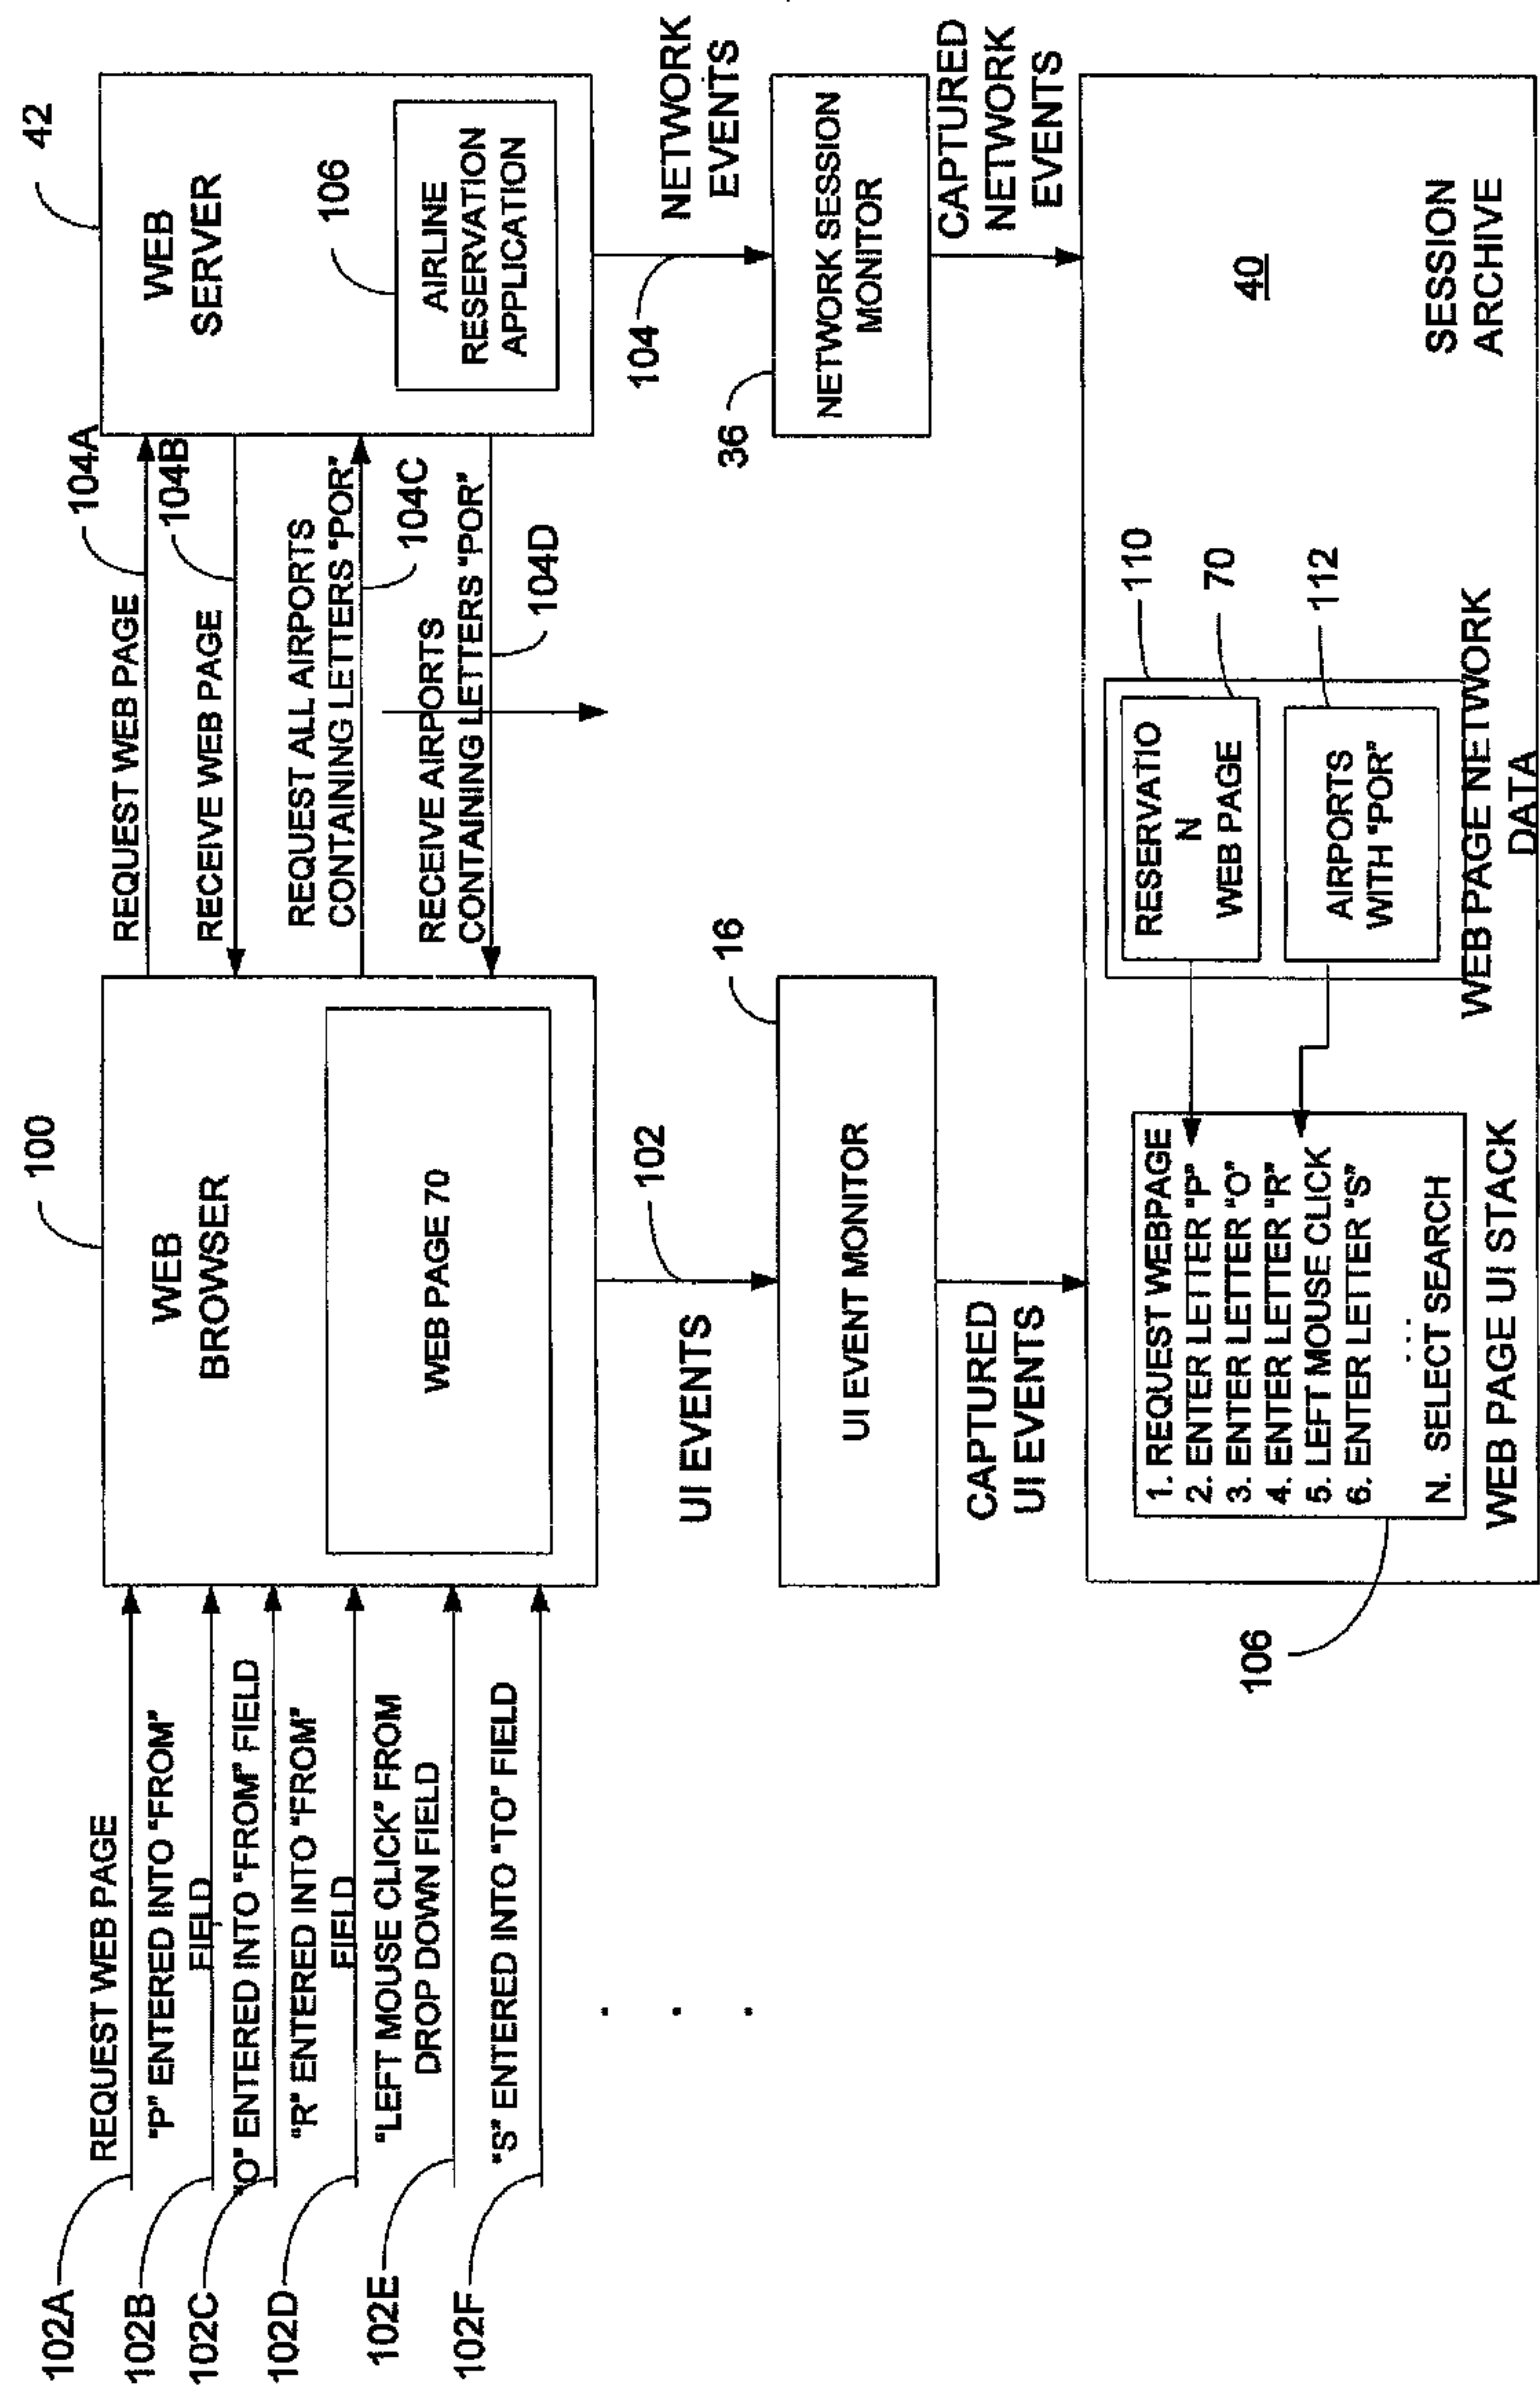 102A
REQUEST WEB PAGE
102B
"P" ENTERED INTO "FROM"
FIELD
102C
"O" ENTERED INTO "FROM" FIELD
102D
"R" ENTERED INTO "FROM"
FIELD
102E
"LEFT MOUSE CLICK" FROM
DROP DOWN FIELD
102F
"S" ENTERED INTO "TO" FIELD
. . .
100
WEB
BROWSER
WEB PAGE 70
REQUEST WEB PAGE
104A
RECEIVE WEB PAGE
104B
REQUEST ALL AIRPORTS
CONTAINING LETTERS "POR"
104C
RECEIVE AIRPORTS
CONTAINING LETTERS "POR"
104D
42
WEB
SERVER
106
AIRLINE
RESERVATION
APPLICATION
UI EVENTS
102
16
UI EVENT MONITOR
CAPTURED
UI EVENTS
104
NETWORK
EVENTS
36
NETWORK SESSION
MONITOR
CAPTURED
NETWORK
EVENTS
106
1. REQUEST WEBPAGE
2. ENTER LETTER "P"
3. ENTER LETTER "O"
4. ENTER LETTER "R"
5. LEFT MOUSE CLICK
6. ENTER LETTER "S"
...
N. SELECT SEARCH
WEB PAGE UI STACK
110
RESERVATIO
N
WEB PAGE
70
AIRPORTS
WITH "POR"
112
WEB PAGE NETWORK
DATA
40
SESSION
ARCHIVE